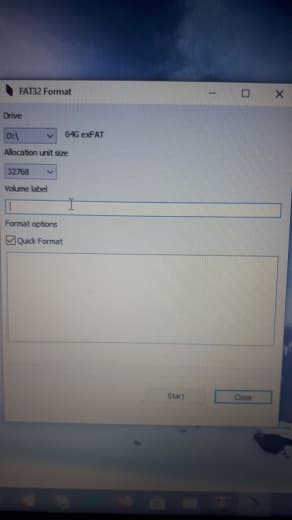 FAT32 Format
Drive
D:\ 64G exFAT
Allocation unit size
32768
Volume label
Format options
Quick Format
Start Close